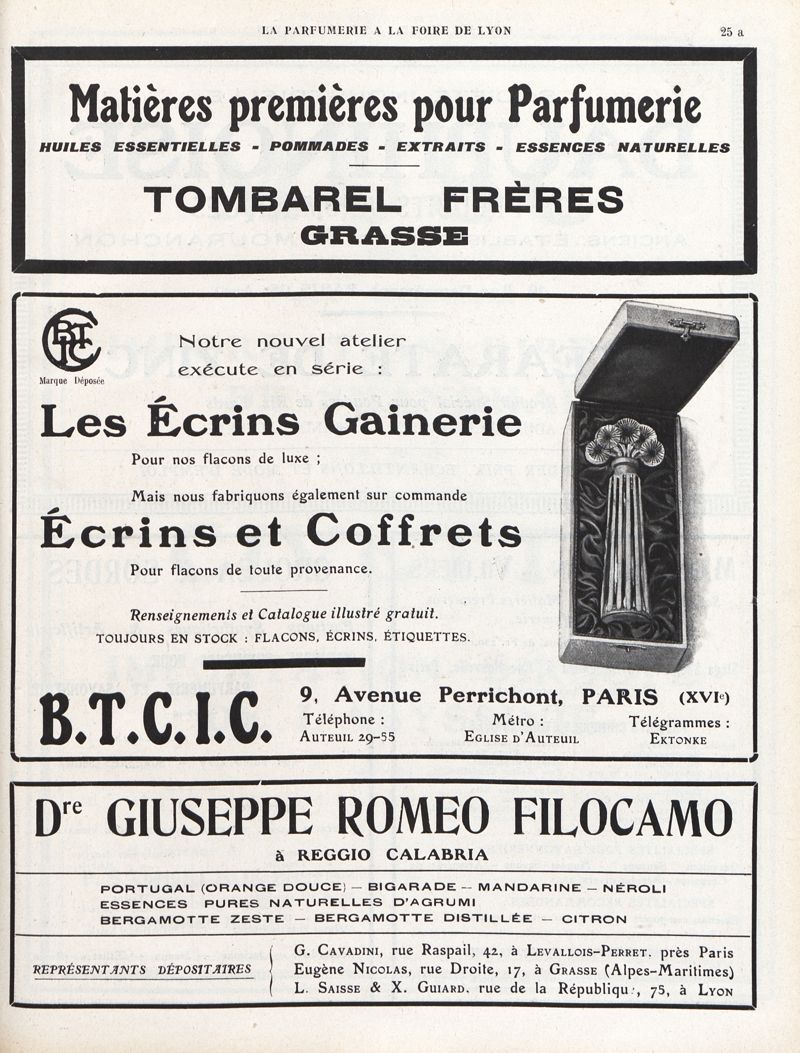 LA PARFUMERIE A LA FOIRE DE LYON 25 a
Matières premières pour Parfumerie
HUILES ESSENTIELLES - POMMADES - EXTRAITS - ESSENCES NATURELLES
TOMBAREL FRÈRES
GRASSE
BTCIC
Marque Déposée
Notre nouvel atelier
exécute en série :
Les Écrins Gainerie
Pour nos flacons de luxe ;
Mais nous fabriquons également sur commande
Écrins et Coffrets
Pour flacons de toute provenance.
Renseignements et Catalogue illustré gratuit.
TOUJOURS EN STOCK : FLACONS, ÉCRINS, ÉTIQUETTES.
B.T.C.I.C.
9, Avenue Perrichont, PARIS (XVIe)
Téléphone : Métro : Télégrammes :
AUTEUIL 29-55 EGLISE D'AUTEUIL EKTONKE
Dre GIUSEPPE ROMEO FILOCAMO
à REGGIO CALABRIA
PORTUGAL (ORANGE DOUCE) — BIGARADE — MANDARINE — NÉROLI
ESSENCES PURES NATURELLES D'AGRUMI
BERGAMOTTE ZESTE — BERGAMOTTE DISTILLÉE — CITRON
REPRÉSENTANTS DÉPOSITAIRES
G. CAVADINI, rue Raspail, 42, à LEVALLOIS-PERRET. près Paris
Eugène NICOLAS, rue Droite, 17, à GRASSE (Alpes-Maritimes)
L. SAISSE & X. GUIARD. rue de la Républiqu:, 75, à LYON